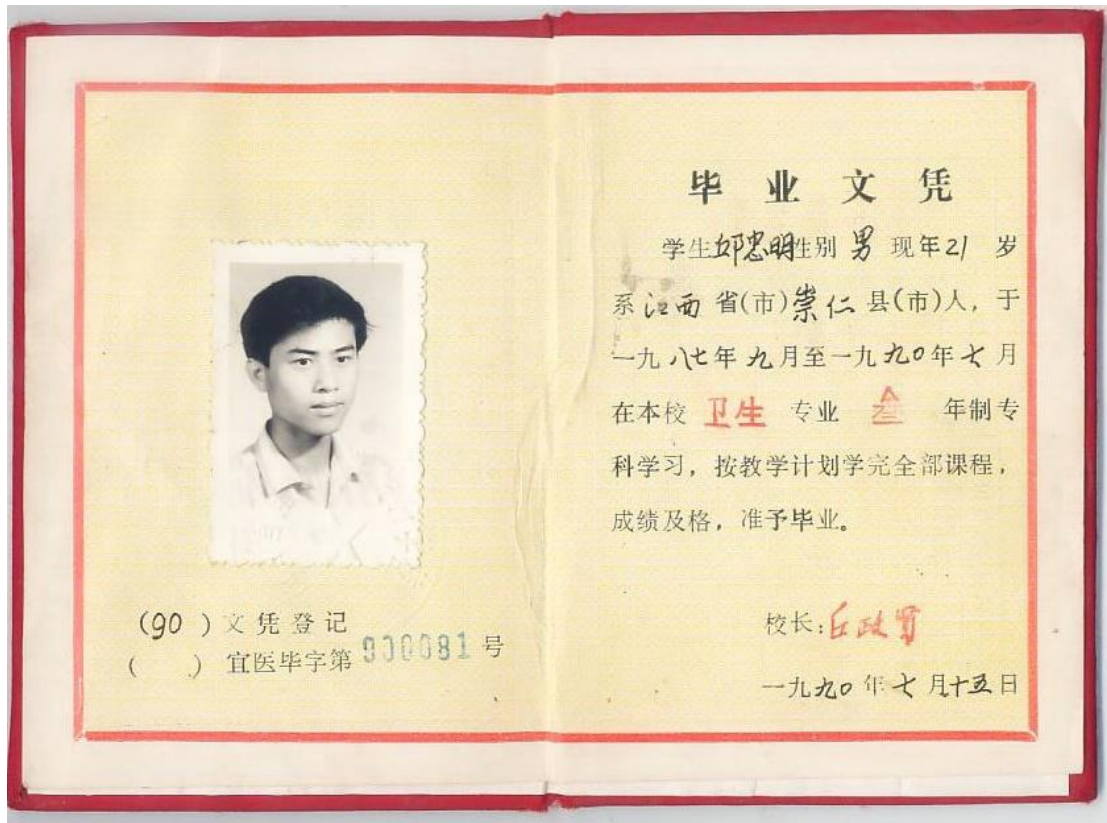 (90 ) 文凭登记
( ) 宜医毕字第 900081 号
毕业文凭
学生邱忠明性别 男 现年21 岁
系江西省(市)崇仁县(市)人，于
一九八七年九月至一九九0年七月
在本校 卫生 专业 叁 年制专
科学习，按教学计划学完全部课程，
成绩及格，准予毕业。
校长：丘政贤
一九九0年七月十五日